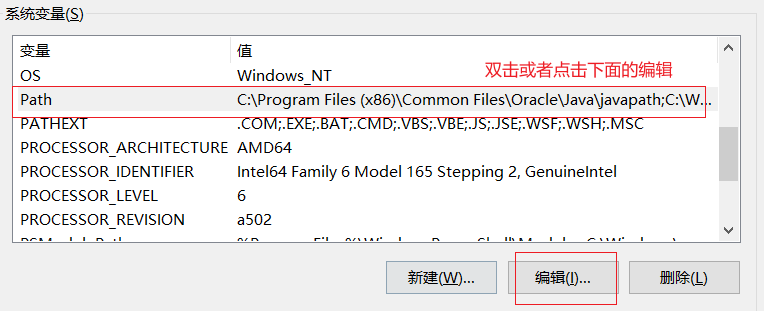 系统变量(S)
变量 值
双击或者点击下面的编辑
OS Windows_NT
Path C:\Program Files (x86)\Common Files\Oracle\Java\javapath;C:\W...
PATHEXT .COM;.EXE;.BAT;.CMD;.VBS;.VBE;.JS;.JSE;.WSF;.WSH;.MSC
PROCESSOR_ARCHITECTURE AMD64
PROCESSOR_IDENTIFIER Intel64 Family 6 Model 165 Stepping 2, GenuineIntel
PROCESSOR_LEVEL 6
PROCESSOR_REVISION a502
新建(W)... 编辑(I)... 删除(L)